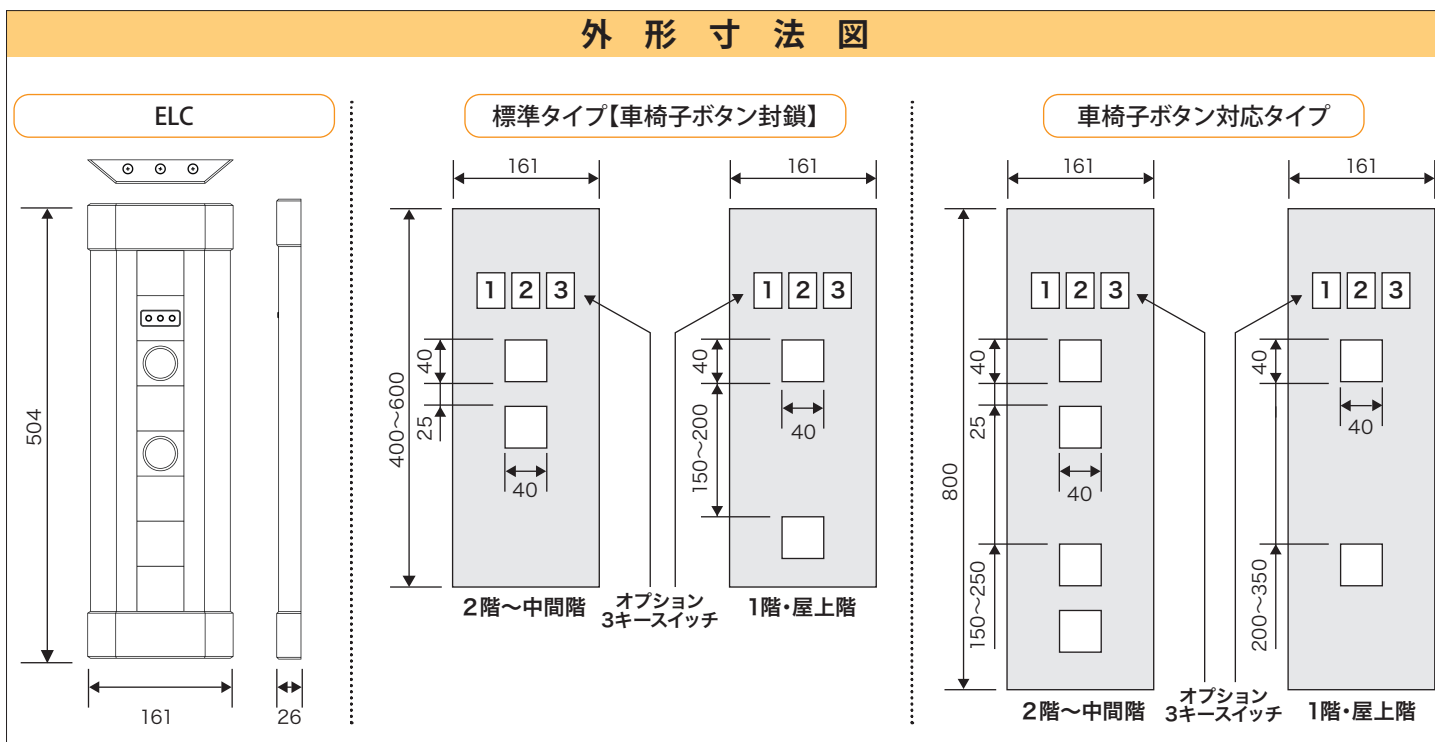 外形寸法図
ELC
504
161
26
標準タイプ【車椅子ボタン封鎖】
161
400〜600
1 2 3
40
25
40
2階〜中間階
オプション
3キースイッチ
161
1 2 3
40
150〜200
40
1階・屋上階
車椅子ボタン対応タイプ
161
800
1 2 3
40
25
40
150〜250
2階〜中間階
オプション
3キースイッチ
161
1 2 3
40
40
200〜350
1階・屋上階